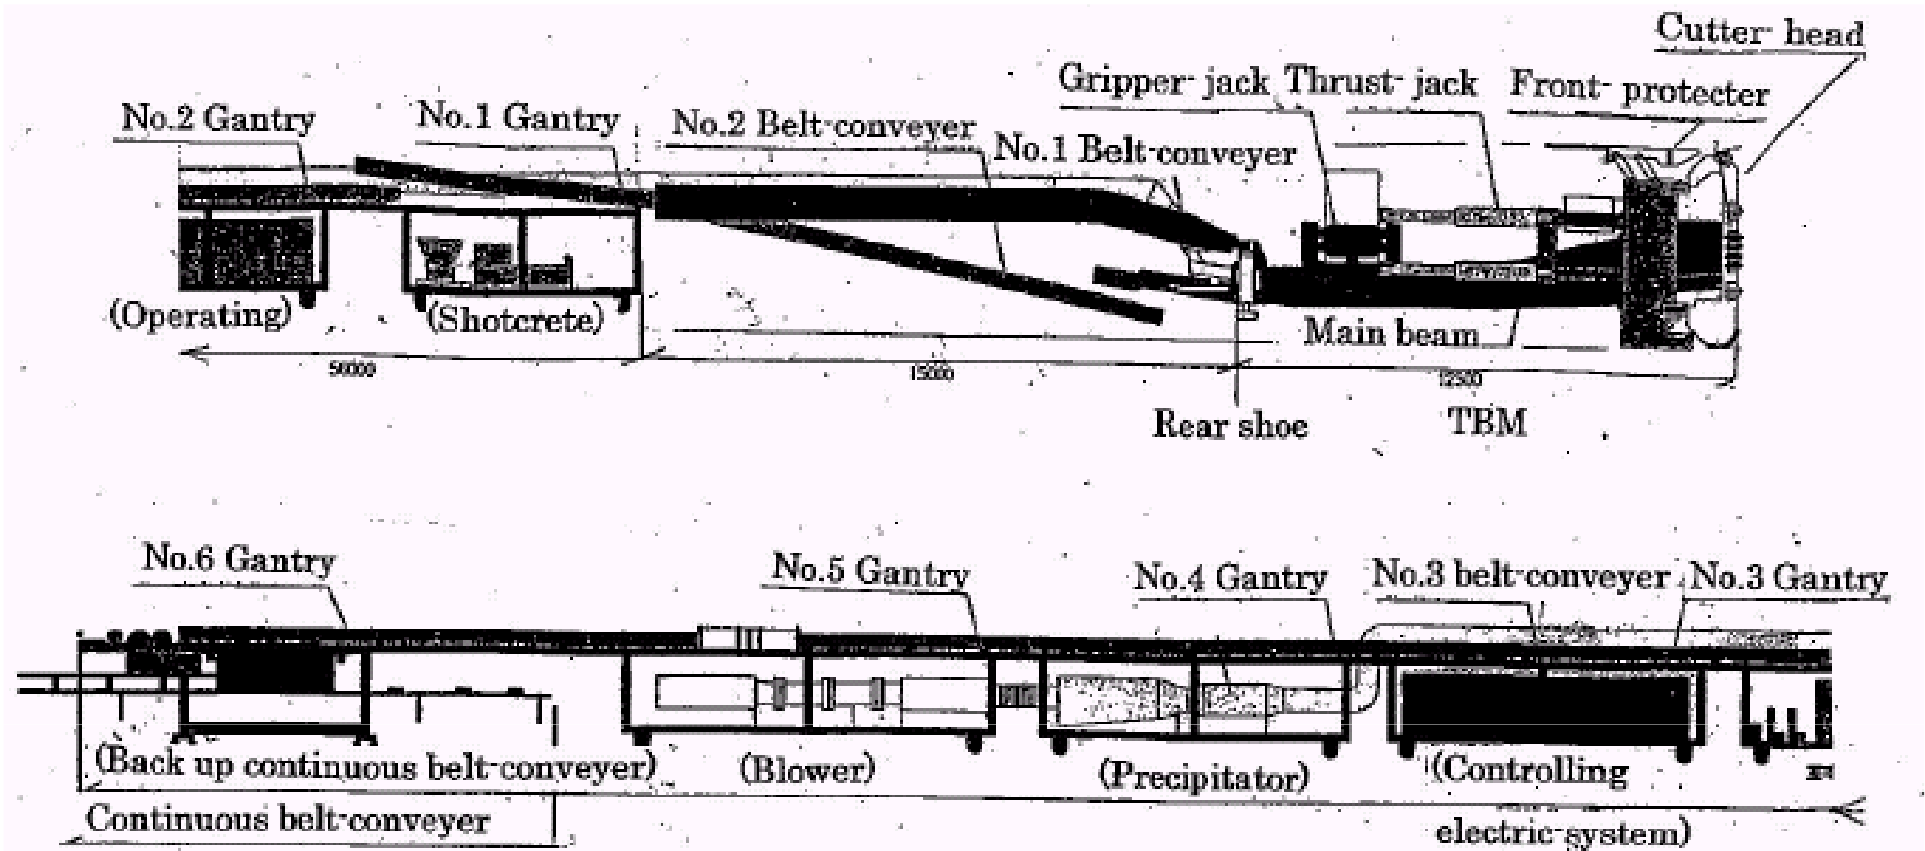 Cutter- head
Gripper- jack Thrust- jack Front- protecter
No.2 Gantry No.1 Gantry No.2 Belt-conveyer
No.1 Belt-conveyer
(Operating) (Shotcrete) Main beam
15000
Rear shoe TBM
No.6 Gantry No.5 Gantry No.4 Gantry No.3 belt-conveyer No.3 Gantry
(Back up continuous belt-conveyer) (Blower) (Precipitator) (Controlling
Continuous belt-conveyer electric-system)